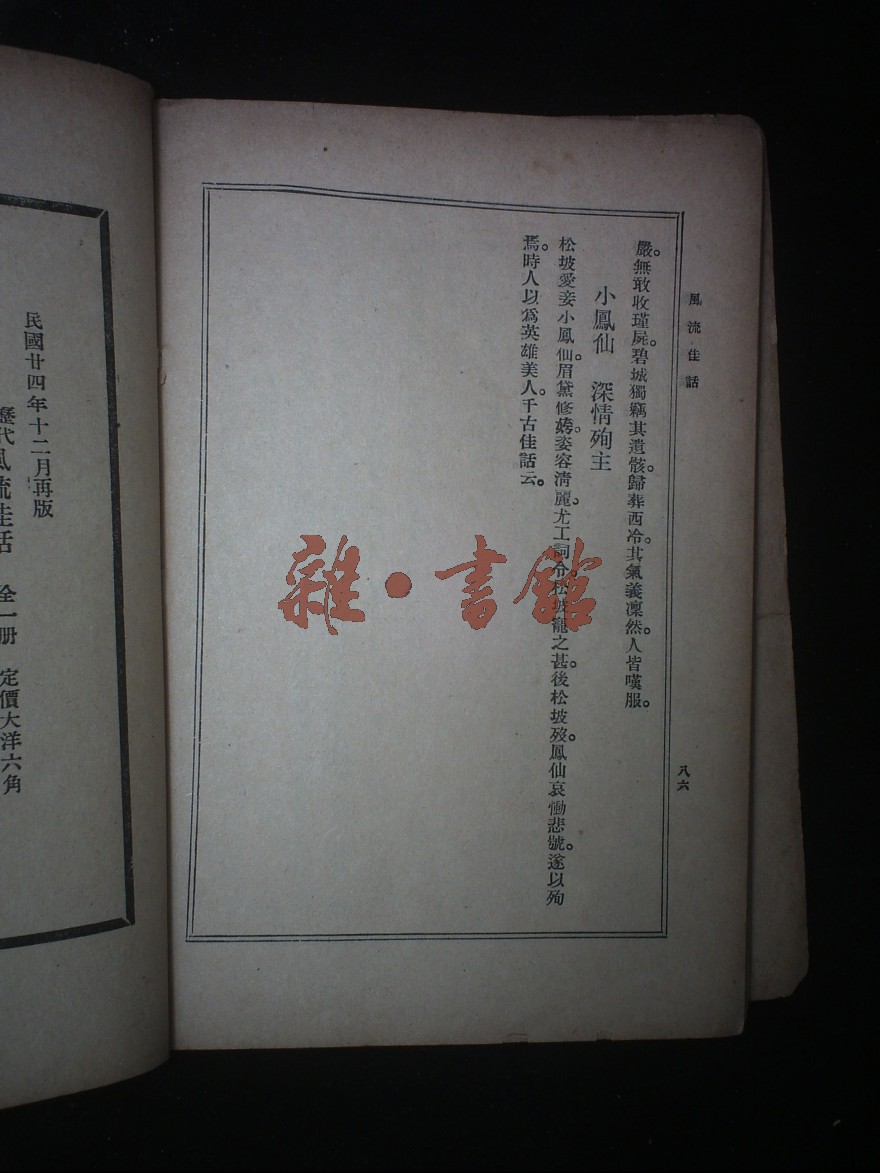 風流佳話
八六
嚴。無敢收瑾屍。碧城獨竊其遺骸。歸葬西冷。其氣義凜然。人皆嘆服。
小鳳仙 深情殉主
松坡愛妾小鳳仙。眉黛修嫮。姿容清麗。尤工詞令。松坡寵之甚。後松坡歿。鳳仙哀慟悲號。遂以殉
焉。時人以爲英雄美人。千古佳話云。
雜·書館
民國廿四年十二月再版
歷代風流佳話 全一册 定價大洋六角